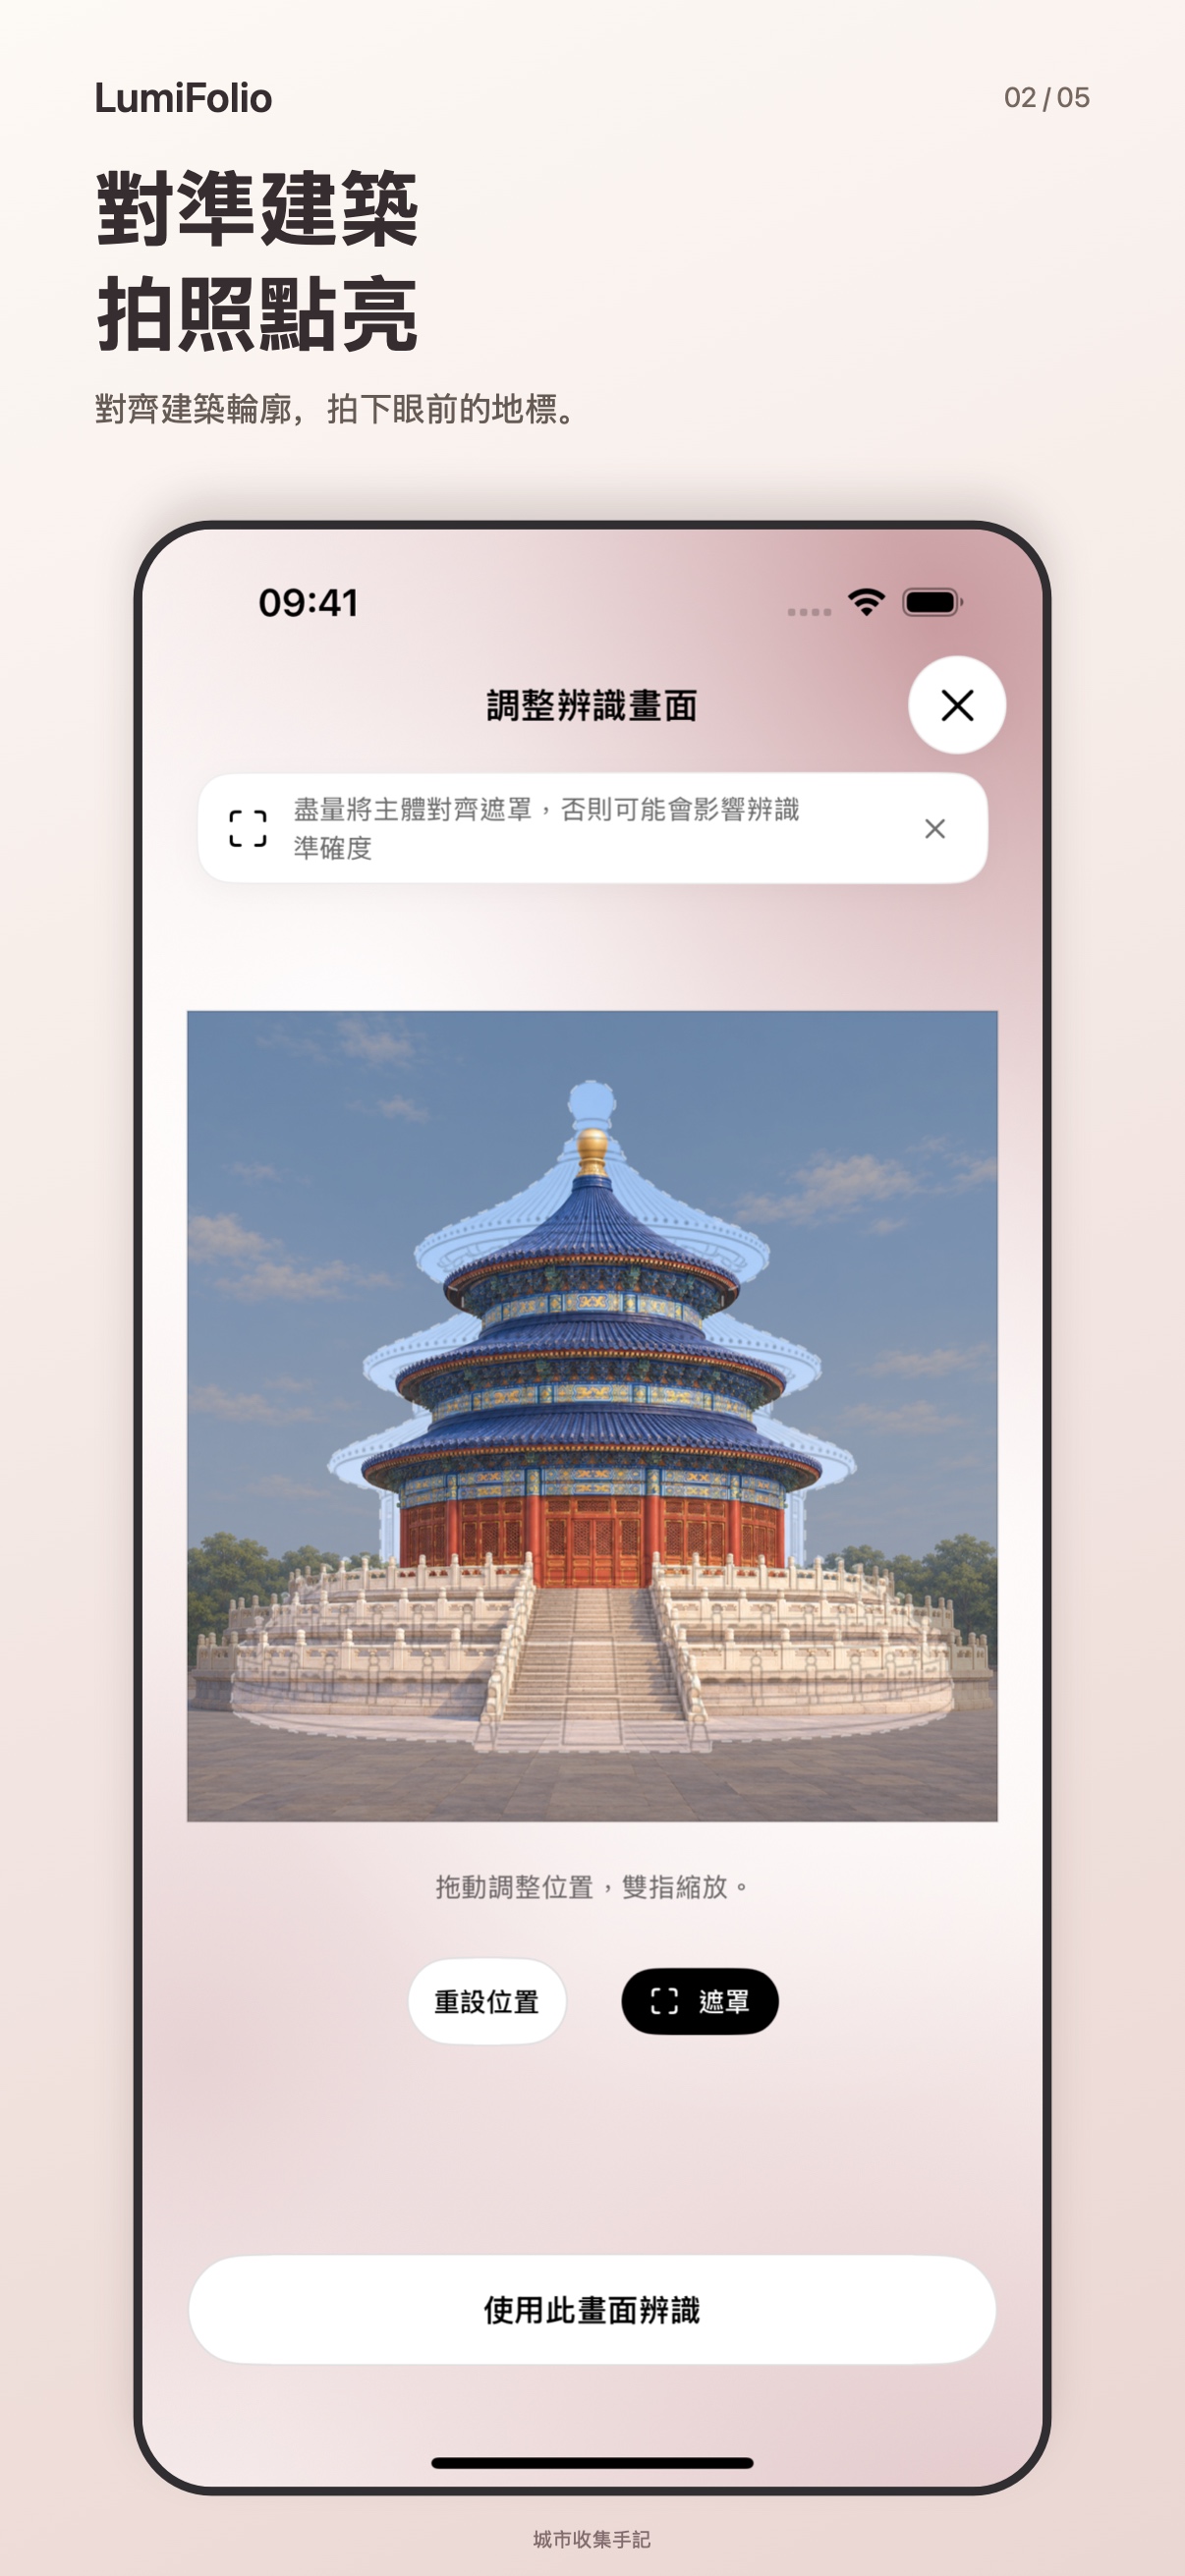 LumiFolio
02 / 05
對準建築
拍照點亮
對齊建築輪廓，拍下眼前的地標。
09:41
調整辨識畫面
盡量將主體對齊遮罩，否則可能會影響辨識
準確度
拖動調整位置，雙指縮放。
重設位置
遮罩
使用此畫面辨識
城市收集手記